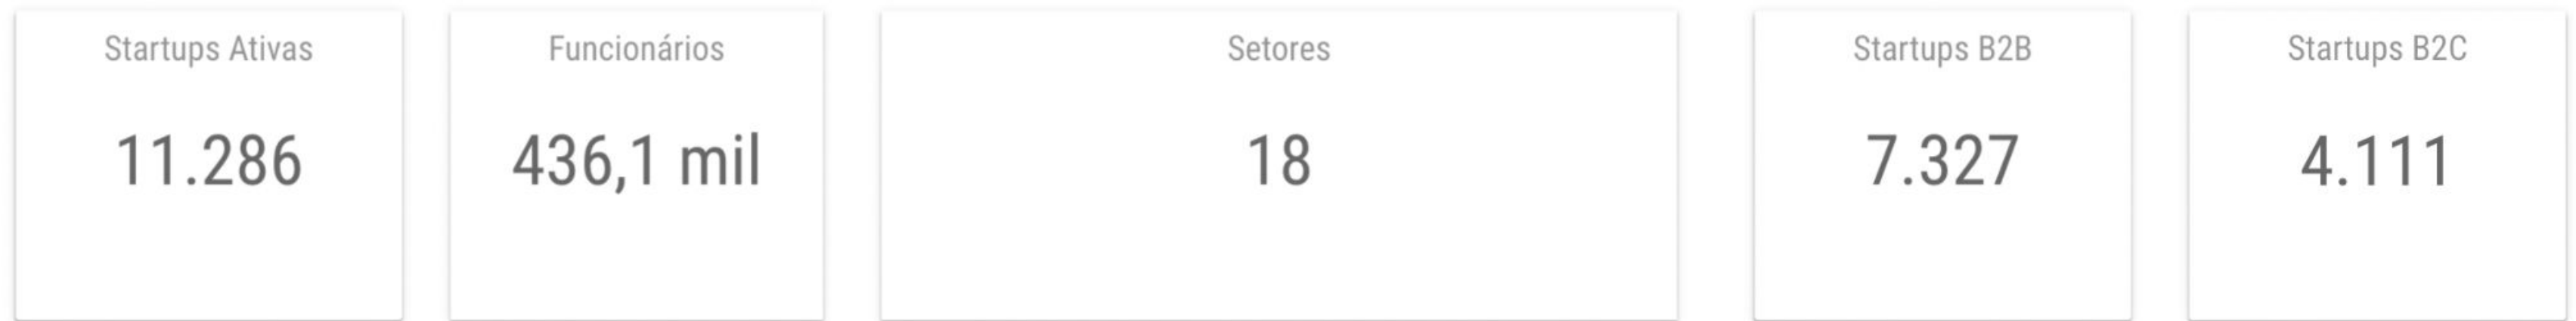 Startups Ativas
11.286
Funcionários
436,1 mil
Setores
18
Startups B2B
7.327
Startups B2C
4.111